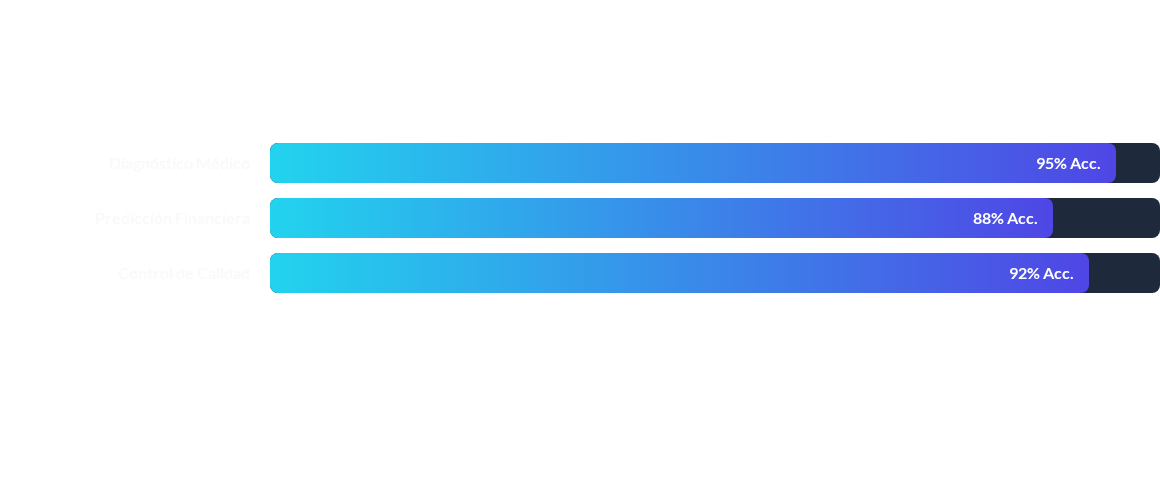 Diagnóstico Médico 95% Acc.
Predicción Financiera 88% Acc.
Control de Calidad 92% Acc.